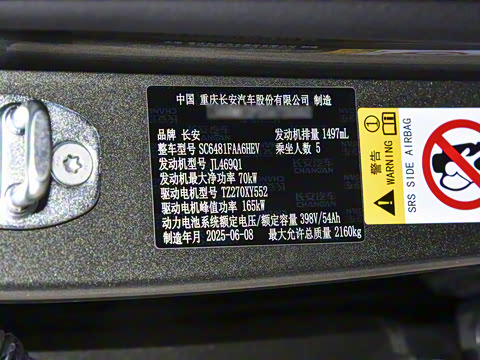 中国 重庆长安汽车股份有限公司 制造
品牌 长安 发动机排量 1497mL
整车型号 SC6481FAA6HEV 乘坐人数 5
发动机型号 JL469Q1
发动机最大净功率 70kW
驱动电机型号 TZ270XY552
驱动电机峰值功率 165kW
动力电池系统额定电压/额定容量 398V/54Ah
制造年月 2025-06-08 最大允许总质量 2160kg
警告
WARNING
SRS SIDE AIRBAG